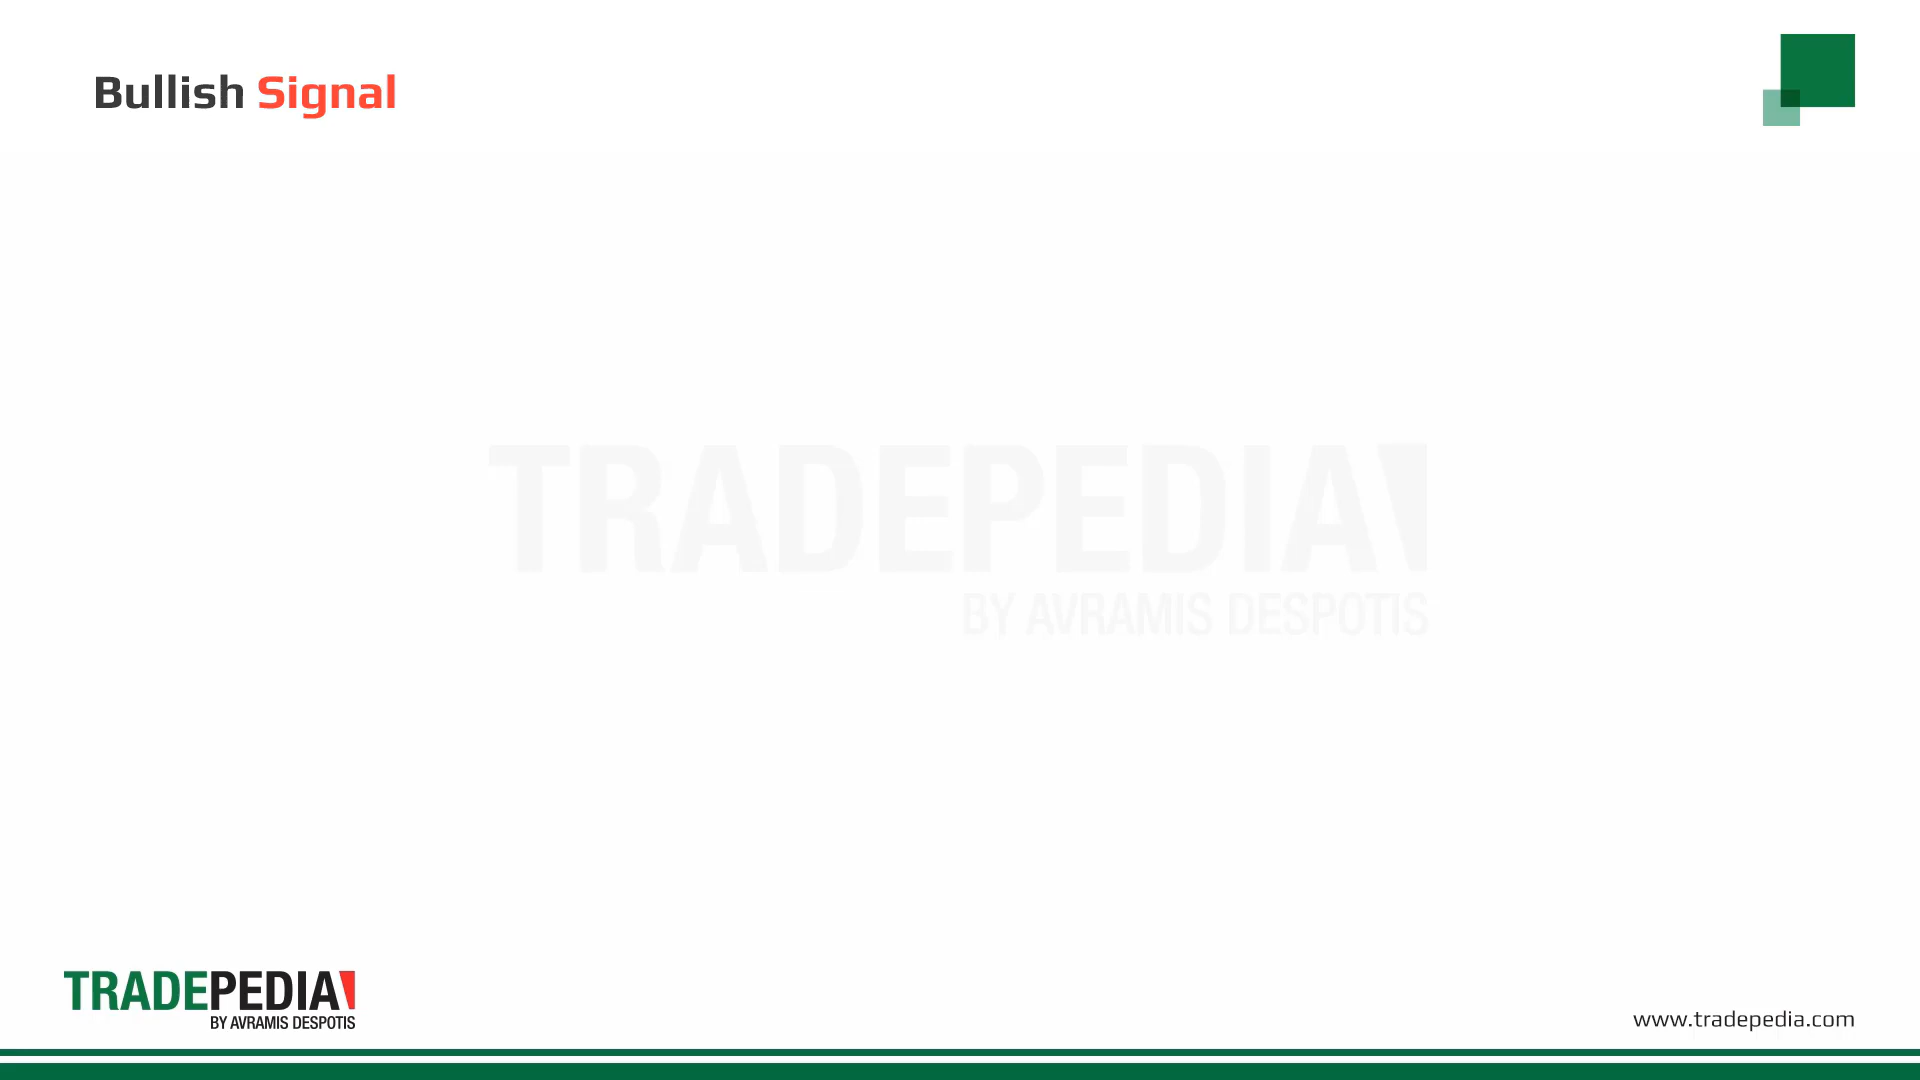 Bullish Signal
TRADEPEDIA
BY AVRAMIS DESPOTIS
TRADEPEDIA
BY AVRAMIS DESPOTIS
www.tradepedia.com